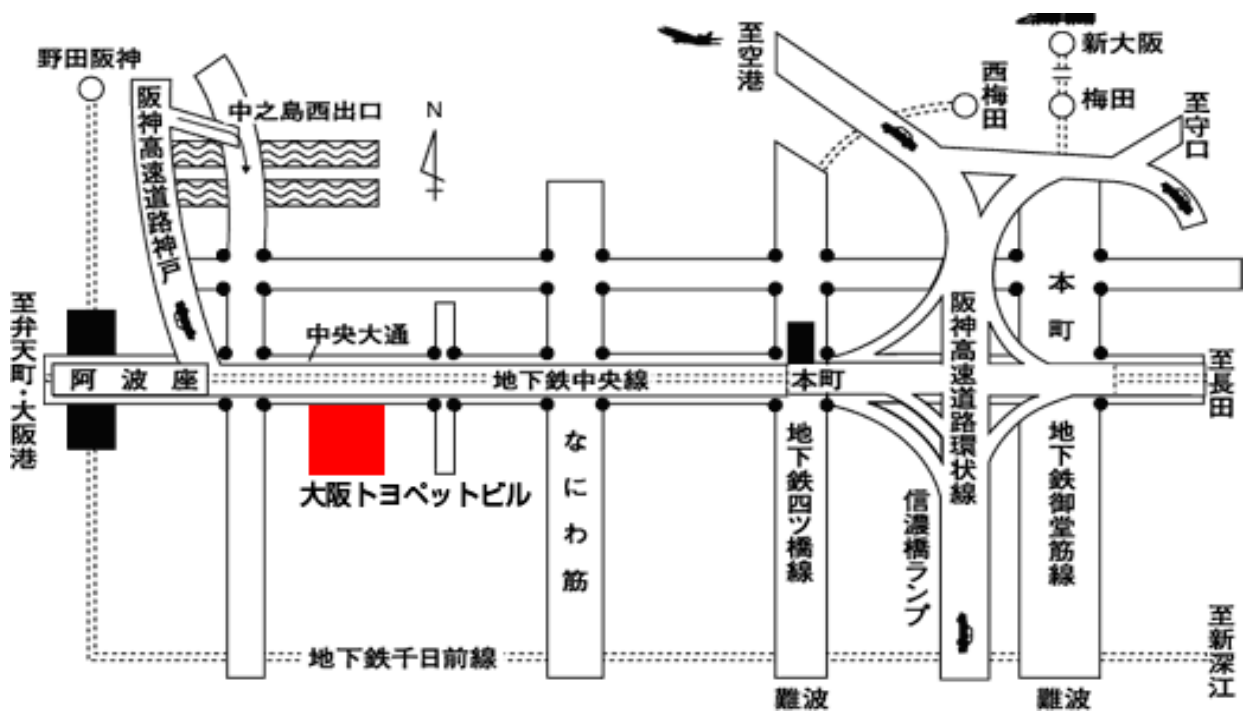 野田阪神
阪神高速道路神戸
中之島西出口
N
至空港
西梅田
新大阪
梅田
至守口
本町
至弁天町・大阪港
阿波座
中央大通
地下鉄中央線
本町
阪神高速道路環状線
至長田
大阪トヨペットビル
なにわ筋
地下鉄四ツ橋線
信濃橋ランプ
地下鉄御堂筋線
地下鉄千日前線
至新深江
難波
難波